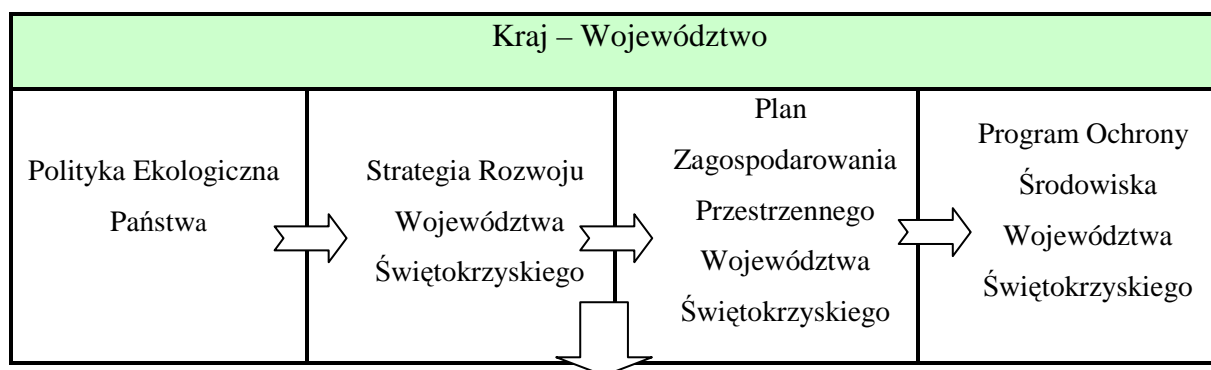 Kraj – Województwo
Polityka Ekologiczna
Państwa
Strategia Rozwoju
Województwa
Świętokrzyskiego
Plan
Zagospodarowania
Przestrzennego
Województwa
Świętokrzyskiego
Program Ochrony
Środowiska
Województwa
Świętokrzyskiego